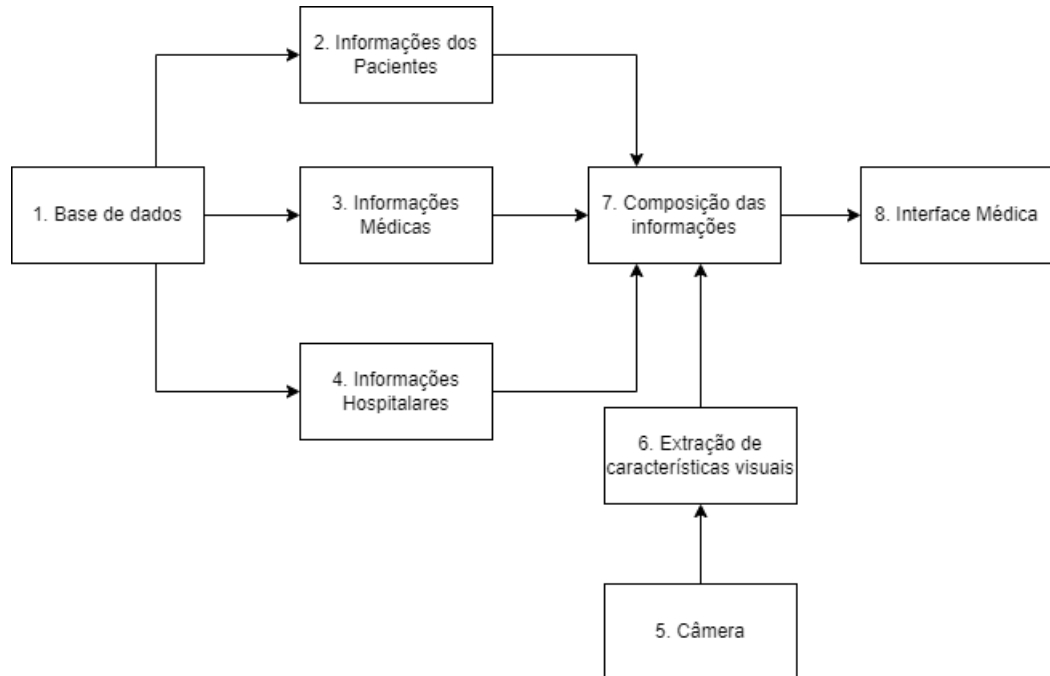 2. Informações dos
Pacientes
1. Base de dados
3. Informações
Médicas
7. Composição das
informações
8. Interface Médica
4. Informações
Hospitalares
6. Extração de
características visuais
5. Câmera